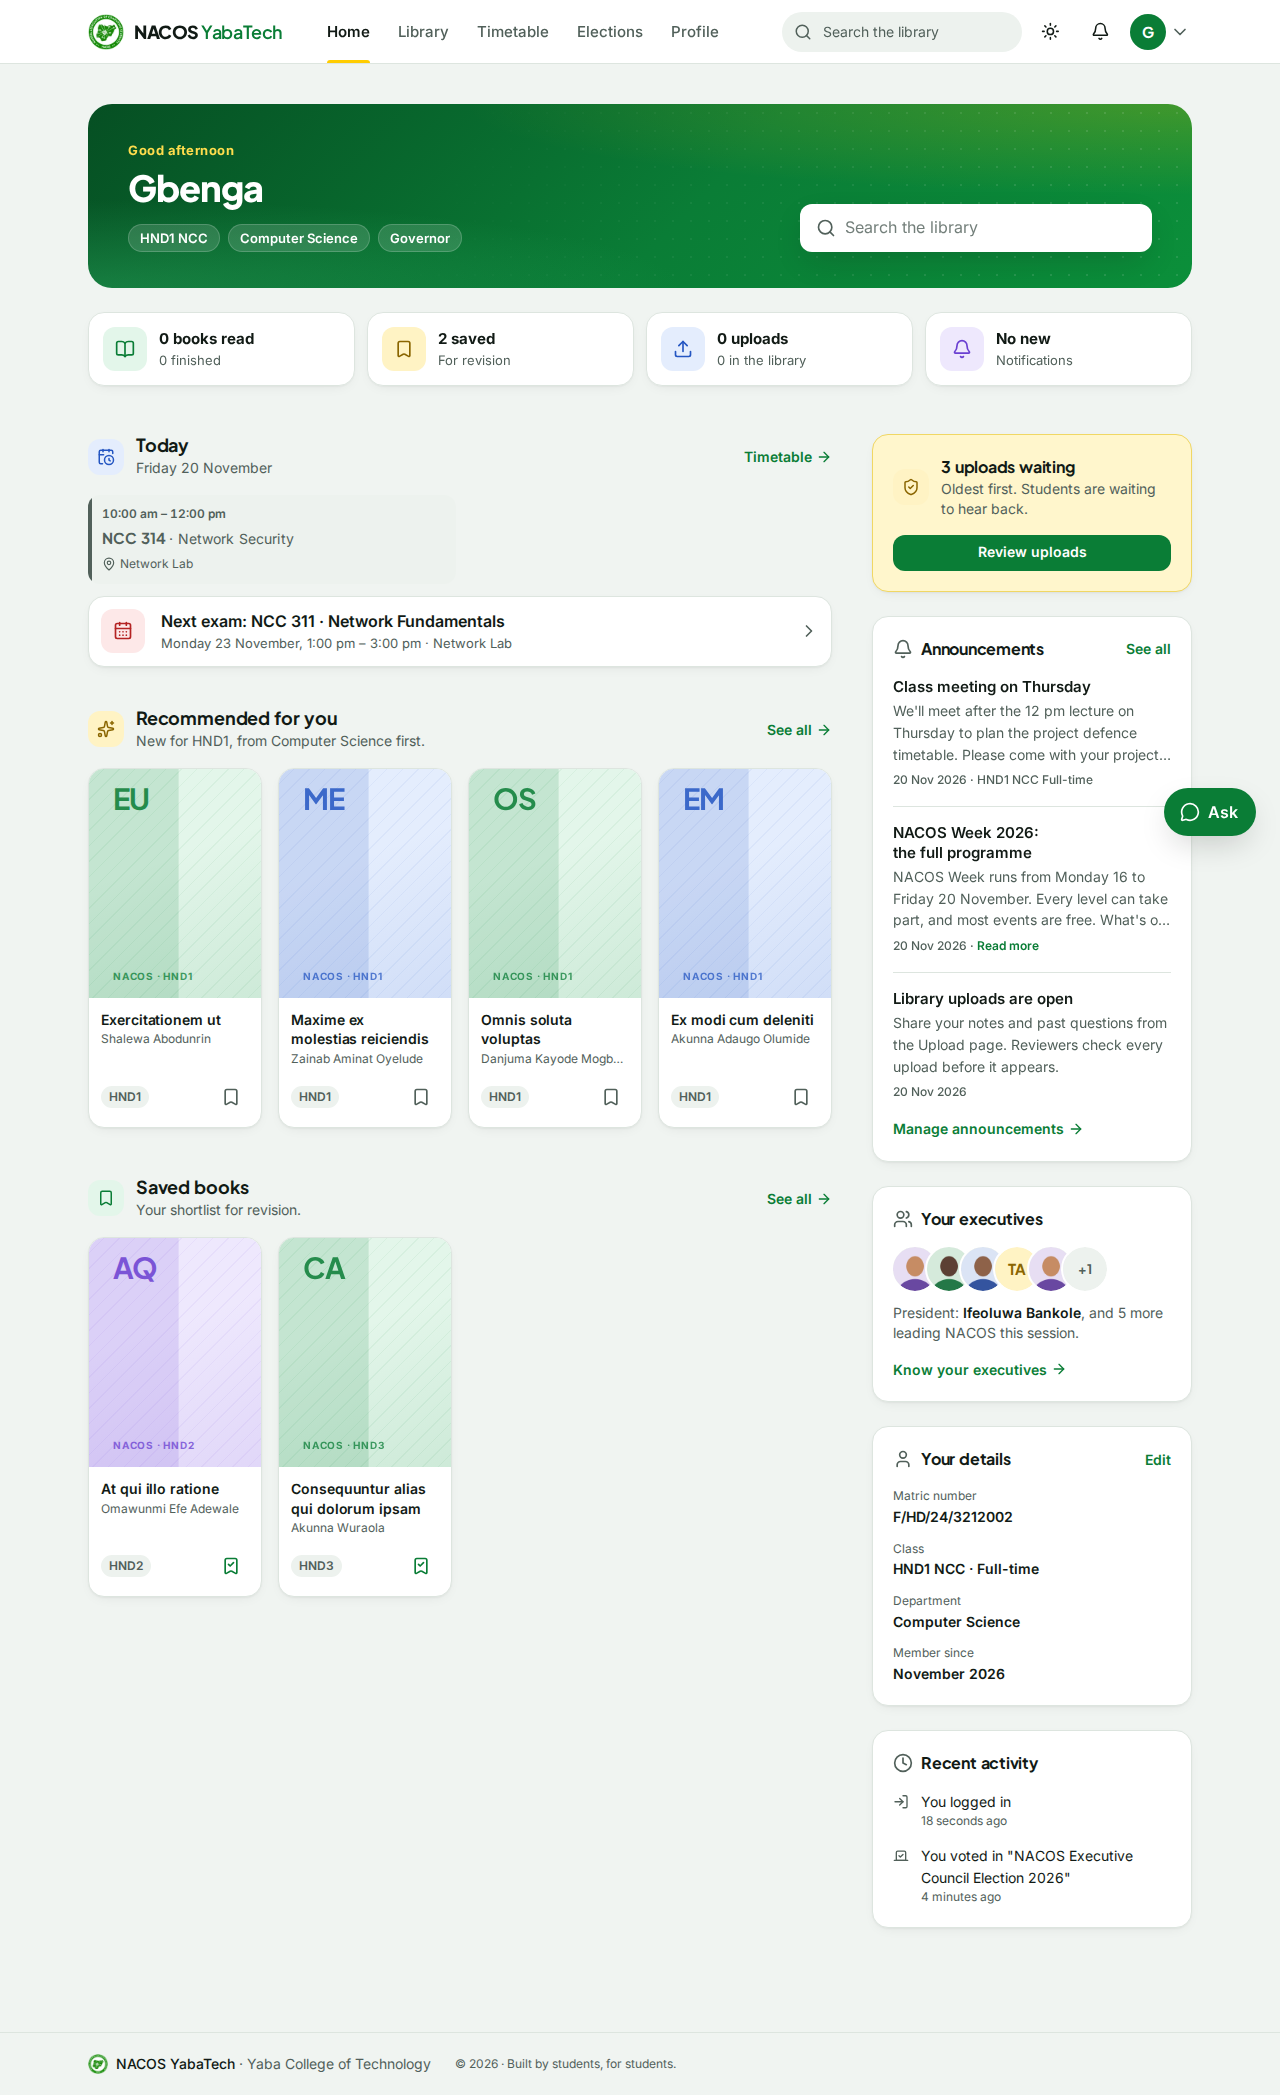 NACOS YabaTech
Home
Library
Timetable
Elections
Profile
Search the library
G
Good afternoon
Gbenga
HND1 NCC
Computer Science
Governor
Search the library
0 books read
0 finished
2 saved
For revision
0 uploads
0 in the library
No new
Notifications
Today
Friday 20 November
Timetable →
10:00 am – 12:00 pm
NCC 314 · Network Security
Network Lab
Next exam: NCC 311 · Network Fundamentals
Monday 23 November, 1:00 pm – 3:00 pm · Network Lab
Recommended for you
New for HND1, from Computer Science first.
See all →
EU
NACOS · HND1
Exercitationem ut
Shalewa Abodunrin
HND1
ME
NACOS · HND1
Maxime ex
molestias reiciendis
Zainab Aminat Oyelude
HND1
OS
NACOS · HND1
Omnis soluta
voluptas
Danjuma Kayode Mogb...
HND1
EM
NACOS · HND1
Ex modi cum deleniti
Akunna Adaugo Olumide
HND1
Saved books
Your shortlist for revision.
See all →
AQ
NACOS · HND2
At qui illo ratione
Omawunmi Efe Adewale
HND2
CA
NACOS · HND3
Consequuntur alias
qui dolorum ipsam
Akunna Wuraola
HND3
3 uploads waiting
Oldest first. Students are waiting
to hear back.
Review uploads
Announcements
See all
Class meeting on Thursday
We'll meet after the 12 pm lecture on
Thursday to plan the project defence
timetable. Please come with your project...
20 Nov 2026 · HND1 NCC Full-time
Ask
NACOS Week 2026:
the full programme
NACOS Week runs from Monday 16 to
Friday 20 November. Every level can take
part, and most events are free. What's o...
20 Nov 2026 · Read more
Library uploads are open
Share your notes and past questions from
the Upload page. Reviewers check every
upload before it appears.
20 Nov 2026
Manage announcements →
Your executives
TA
+1
President: Ifeoluwa Bankole, and 5 more
leading NACOS this session.
Know your executives →
Your details
Edit
Matric number
F/HD/24/3212002
Class
HND1 NCC · Full-time
Department
Computer Science
Member since
November 2026
Recent activity
You logged in
18 seconds ago
You voted in "NACOS Executive
Council Election 2026"
4 minutes ago
NACOS YabaTech · Yaba College of Technology
© 2026 · Built by students, for students.